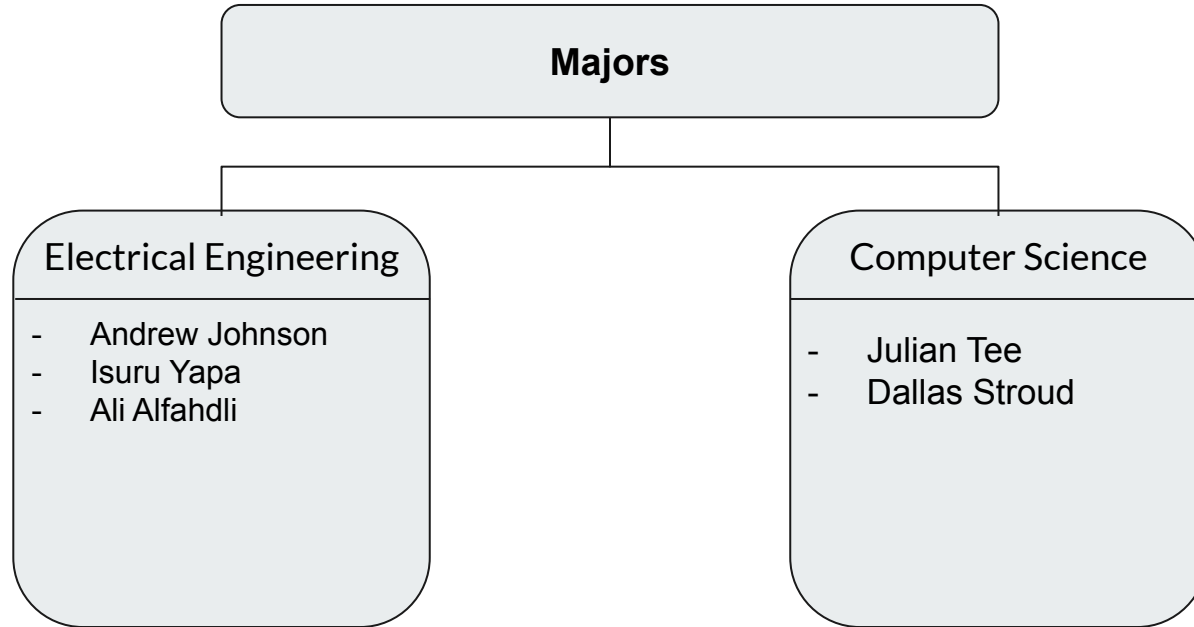 Majors
Electrical Engineering
- Andrew Johnson
- Isuru Yapa
- Ali Alfahdli
Computer Science
- Julian Tee
- Dallas Stroud